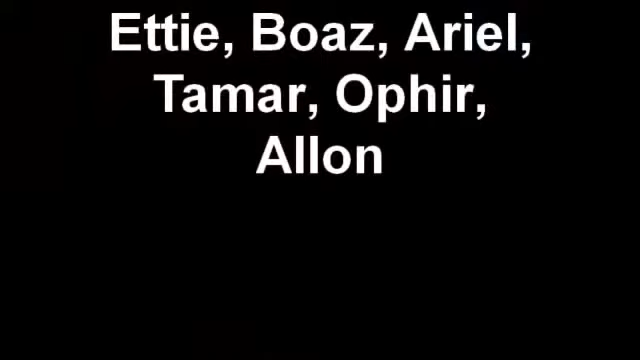 Ettie, Boaz, Ariel,
Tamar, Ophir,
Allon